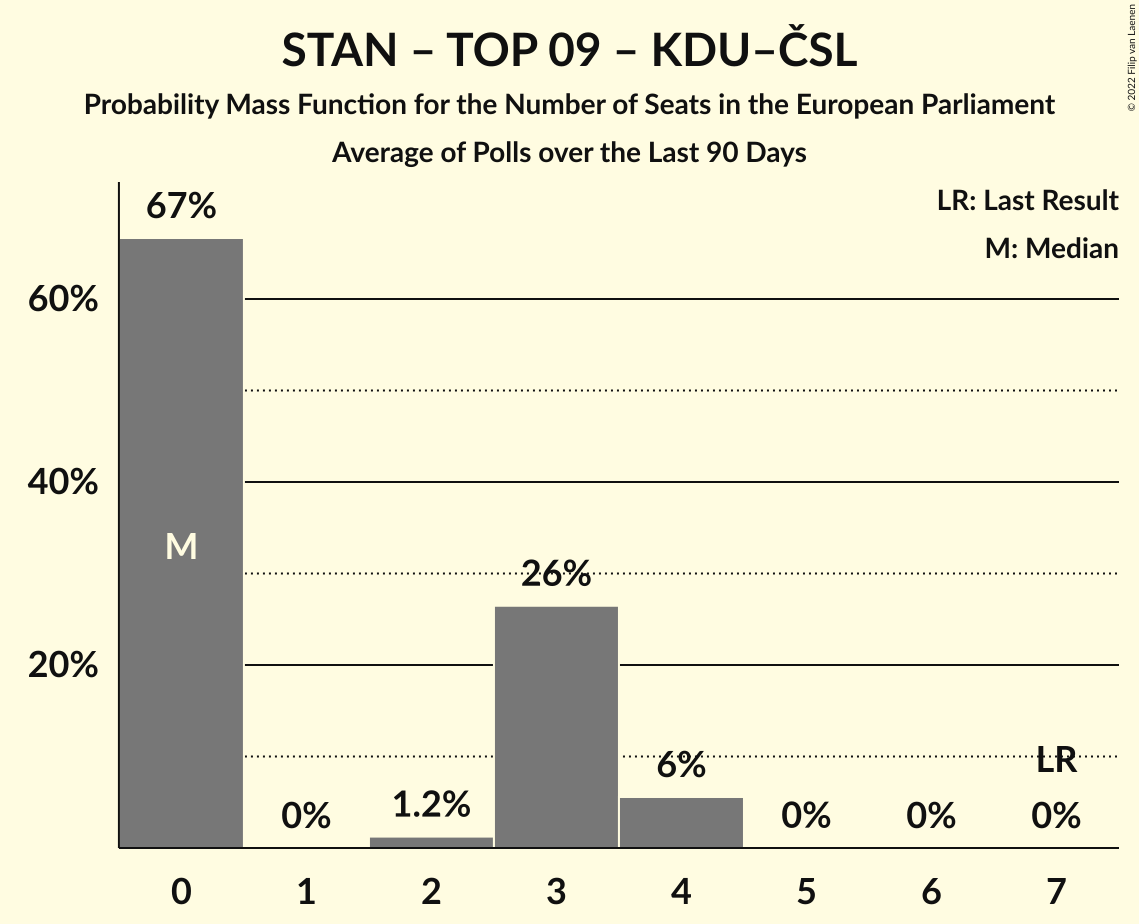 STAN – TOP 09 – KDU–ČSL
Probability Mass Function for the Number of Seats in the European Parliament
Average of Polls over the Last 90 Days
© 2022 Filip van Laenen
LR: Last Result
M: Median
67%
60%
40%
20%
M
0%
1.2%
26%
6%
0%
0%
LR
0%
0 1 2 3 4 5 6 7